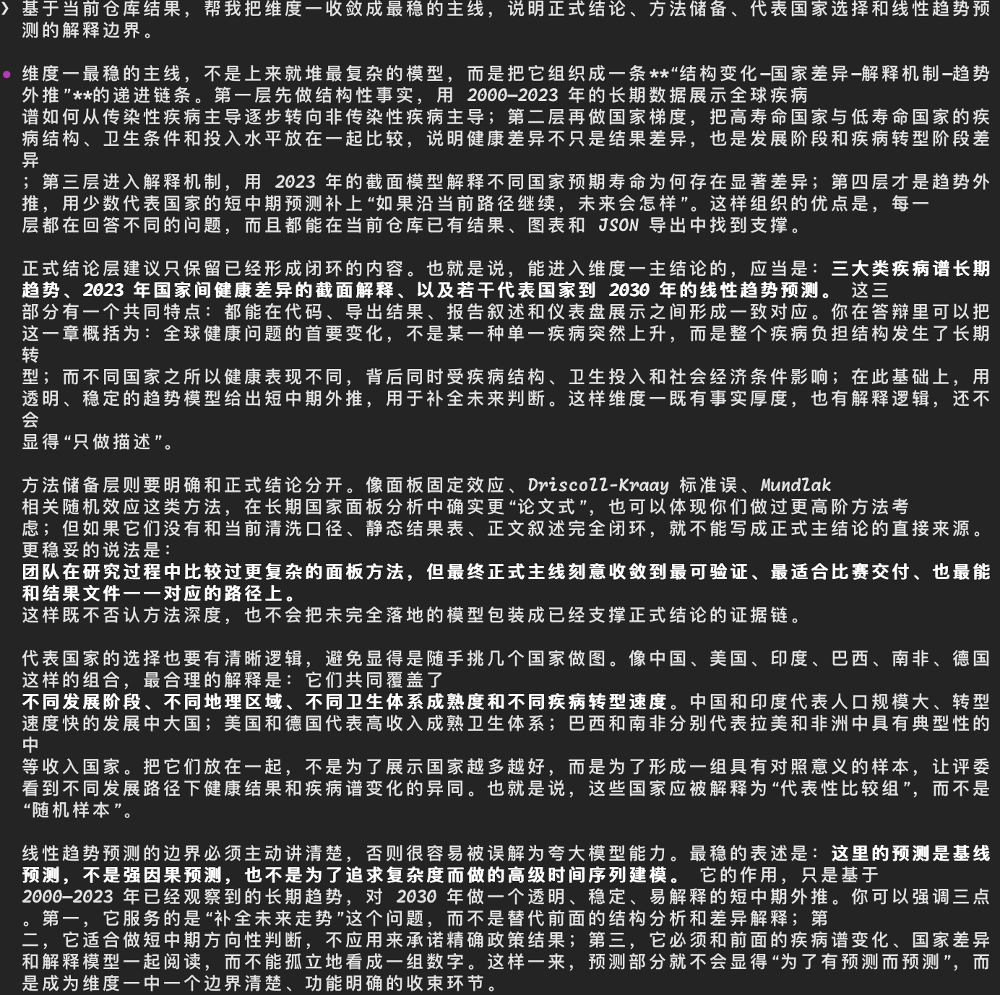 ❯ 基于当前仓库结果，帮我把维度一收敛成最稳的主线，说明正式结论、方法储备、代表国家选择和线性趋势预
测的解释边界。
● 维度一最稳的主线，不是上来就堆最复杂的模型，而是把它组织成一条**“结构变化—国家差异—解释机制—趋势
外推”**的递进链条。第一层先做结构性事实，用 2000—2023 年的长期数据展示全球疾病
谱如何从传染性疾病主导逐步转向非传染性疾病主导；第二层再做国家梯度，把高寿命国家与低寿命国家的疾
病结构、卫生条件和投入水平放在一起比较，说明健康差异不只是结果差异，也是发展阶段和疾病转型阶段差
异
；第三层进入解释机制，用 2023 年的截面模型解释不同国家预期寿命为何存在显著差异；第四层才是趋势外
推，用少数代表国家的短中期预测补上“如果沿当前路径继续，未来会怎样”。这样组织的优点是，每一
层都在回答不同的问题，而且都能在当前仓库已有结果、图表和 JSON 导出中找到支撑。
正式结论层建议只保留已经形成闭环的内容。也就是说，能进入维度一主结论的，应当是：三大类疾病谱长期
趋势、2023 年国家间健康差异的截面解释、以及若干代表国家到 2030 年的线性趋势预测。 这三
部分有一个共同特点：都能在代码、导出结果、报告叙述和仪表盘展示之间形成一致对应。你在答辩里可以把
这一章概括为：全球健康问题的首要变化，不是某一种单一疾病突然上升，而是整个疾病负担结构发生了长期
转
型；而不同国家之所以健康表现不同，背后同时受疾病结构、卫生投入和社会经济条件影响；在此基础上，用
透明、稳定的趋势模型给出短中期外推，用于补全未来判断。这样维度一既有事实厚度，也有解释逻辑，还不
会
显得“只做描述”。
方法储备层则要明确和正式结论分开。像面板固定效应、Driscoll-Kraay 标准误、Mundlak
相关随机效应这类方法，在长期国家面板分析中确实更“论文式”，也可以体现你们做过更高阶方法考
虑；但如果它们没有和当前清洗口径、静态结果表、正文叙述完全闭环，就不能写成正式主结论的直接来源。
更稳妥的说法是：
团队在研究过程中比较过更复杂的面板方法，但最终正式主线刻意收敛到最可验证、最适合比赛交付、也最能
和结果文件一一对应的路径上。
这样既不否认方法深度，也不会把未完全落地的模型包装成已经支撑正式结论的证据链。
代表国家的选择也要有清晰逻辑，避免显得是随手挑几个国家做图。像中国、美国、印度、巴西、南非、德国
这样的组合，最合理的解释是：它们共同覆盖了
不同发展阶段、不同地理区域、不同卫生体系成熟度和不同疾病转型速度。中国和印度代表人口规模大、转型
速度快的发展中大国；美国和德国代表高收入成熟卫生体系；巴西和南非分别代表拉美和非洲中具有典型性的
中
等收入国家。把它们放在一起，不是为了展示国家越多越好，而是为了形成一组具有对照意义的样本，让评委
看到不同发展路径下健康结果和疾病谱变化的异同。也就是说，这些国家应被解释为“代表性比较组”，而不是
“随机样本”。
线性趋势预测的边界必须主动讲清楚，否则很容易被误解为夸大模型能力。最稳的表述是：这里的预测是基线
预测，不是强因果预测，也不是为了追求复杂度而做的高级时间序列建模。 它的作用，只是基于
2000—2023 年已经观察到的长期趋势，对 2030 年做一个透明、稳定、易解释的短中期外推。你可以强调三点
。第一，它服务的是“补全未来走势”这个问题，而不是替代前面的结构分析和差异解释；第
二，它适合做短中期方向性判断，不应用来承诺精确政策结果；第三，它必须和前面的疾病谱变化、国家差异
和解释模型一起阅读，而不能孤立地看成一组数字。这样一来，预测部分就不会显得“为了有预测而预测”，而
是成为维度一中一个边界清楚、功能明确的收束环节。